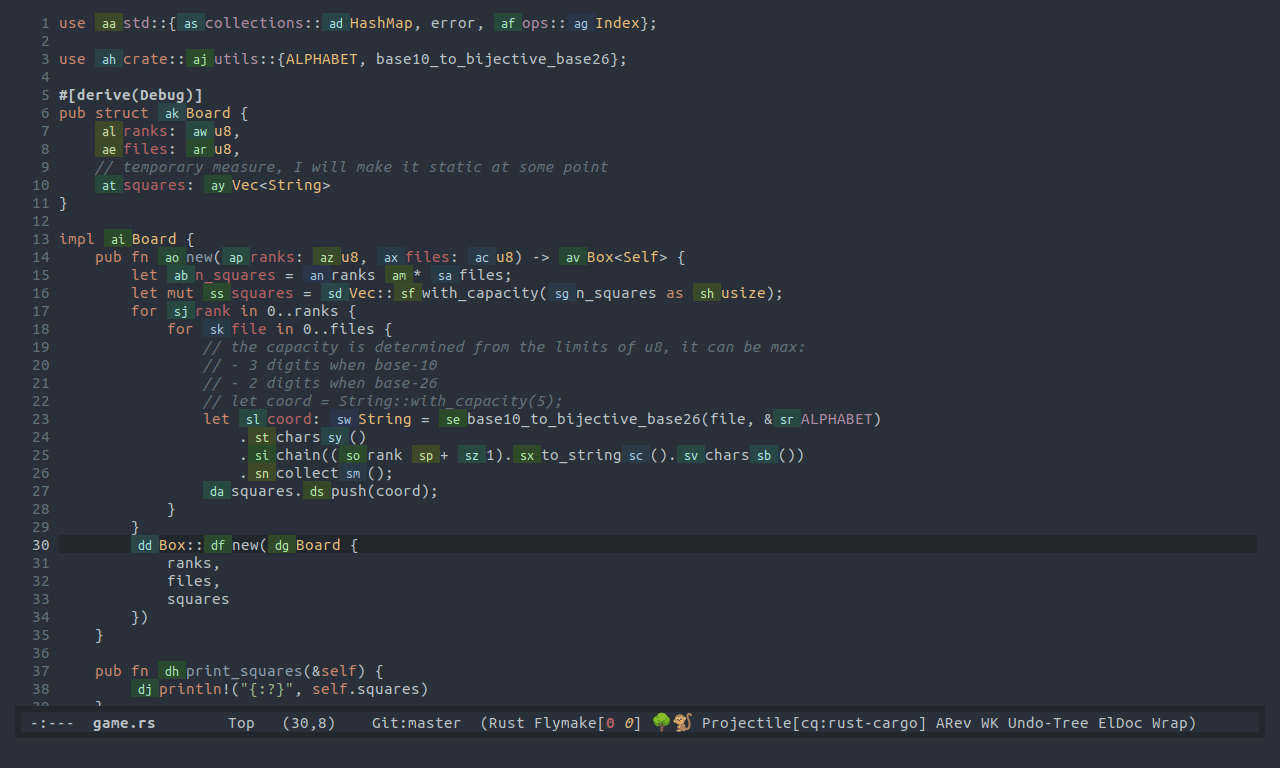 1 use aa std::{ as collections:: ad HashMap, error, af ops:: ag Index};
2
3 use ah crate:: aj utils::{ALPHABET, base10_to_bijective_base26};
4
5 #[derive(Debug)]
6 pub struct ak Board {
7 al ranks: aw u8,
8 ae files: ar u8,
9 // temporary measure, I will make it static at some point
10 at squares: ay Vec<String>
11 }
12
13 impl ai Board {
14 pub fn ao new( ap ranks: az u8, ax files: ac u8) -> av Box<Self> {
15 let ab n_squares = an ranks am * sa files;
16 let mut ss squares = sd Vec:: sf with_capacity( sg n_squares as sh usize);
17 for sj rank in 0..ranks {
18 for sk file in 0..files {
19 // the capacity is determined from the limits of u8, it can be max:
20 // - 3 digits when base-10
21 // - 2 digits when base-26
22 // let coord = String::with_capacity(5);
23 let sl coord: sw String = se base10_to_bijective_base26(file, & sr ALPHABET)
24 . st chars sy ()
25 . si chain(( so rank sp + sz 1). sx to_string sc (). sv chars sb ())
26 . sn collect sm ();
27 da squares. ds push(coord);
28 }
29 }
30 dd Box:: df new( dg Board {
31 ranks,
32 files,
33 squares
34 })
35 }
36
37 pub fn dh print_squares(&self) {
38 dj println!("{:?}", self.squares)
39 }
-:--- game.rs Top (30,8) Git:master (Rust Flymake[0 0] 🌳🐒 Projectile[cq:rust-cargo] ARev WK Undo-Tree ElDoc Wrap)